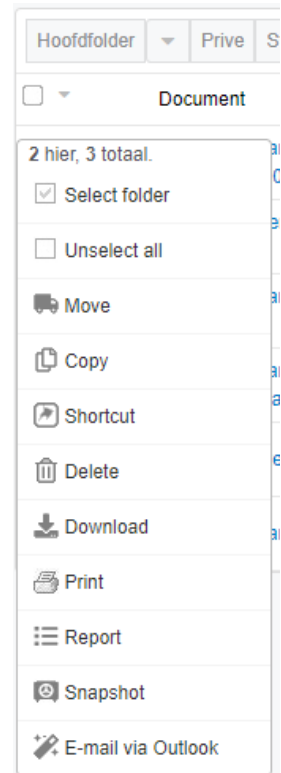 Hoofdfolder Prive S
Document
2 hier, 3 totaal.
Select folder
Unselect all
Move
Copy
Shortcut
Delete
Download
Print
Report
Snapshot
E-mail via Outlook